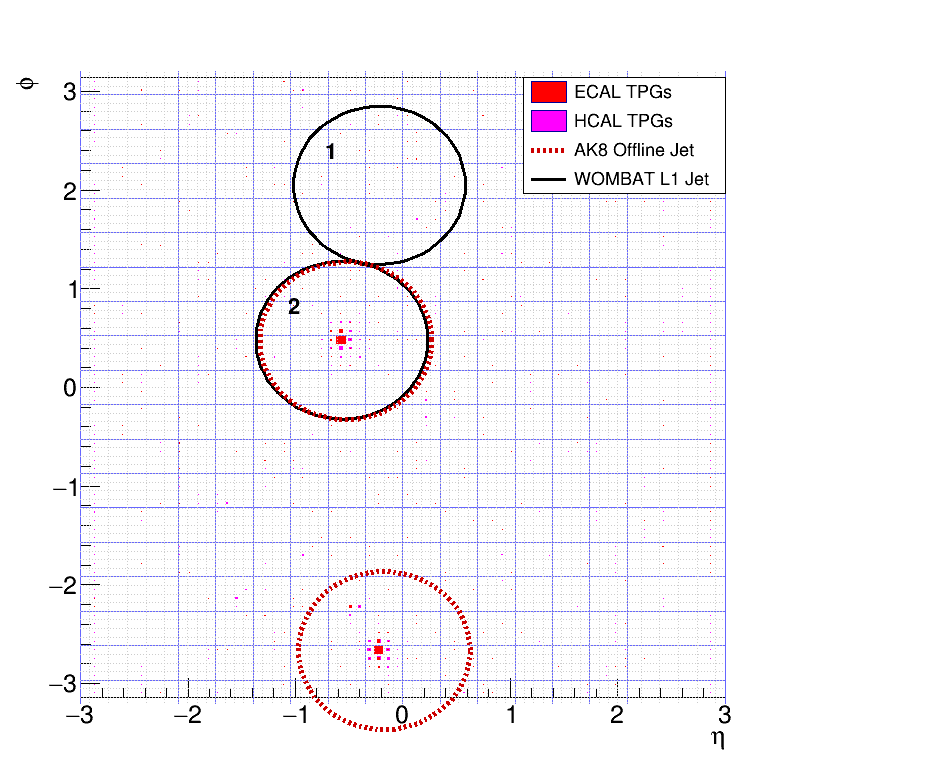 ϕ
3
2
1
0
−1
−2
−3
ECAL TPGs
HCAL TPGs
AK8 Offline Jet
WOMBAT L1 Jet
1
2
−3 −2 −1 0 1 2 3
η